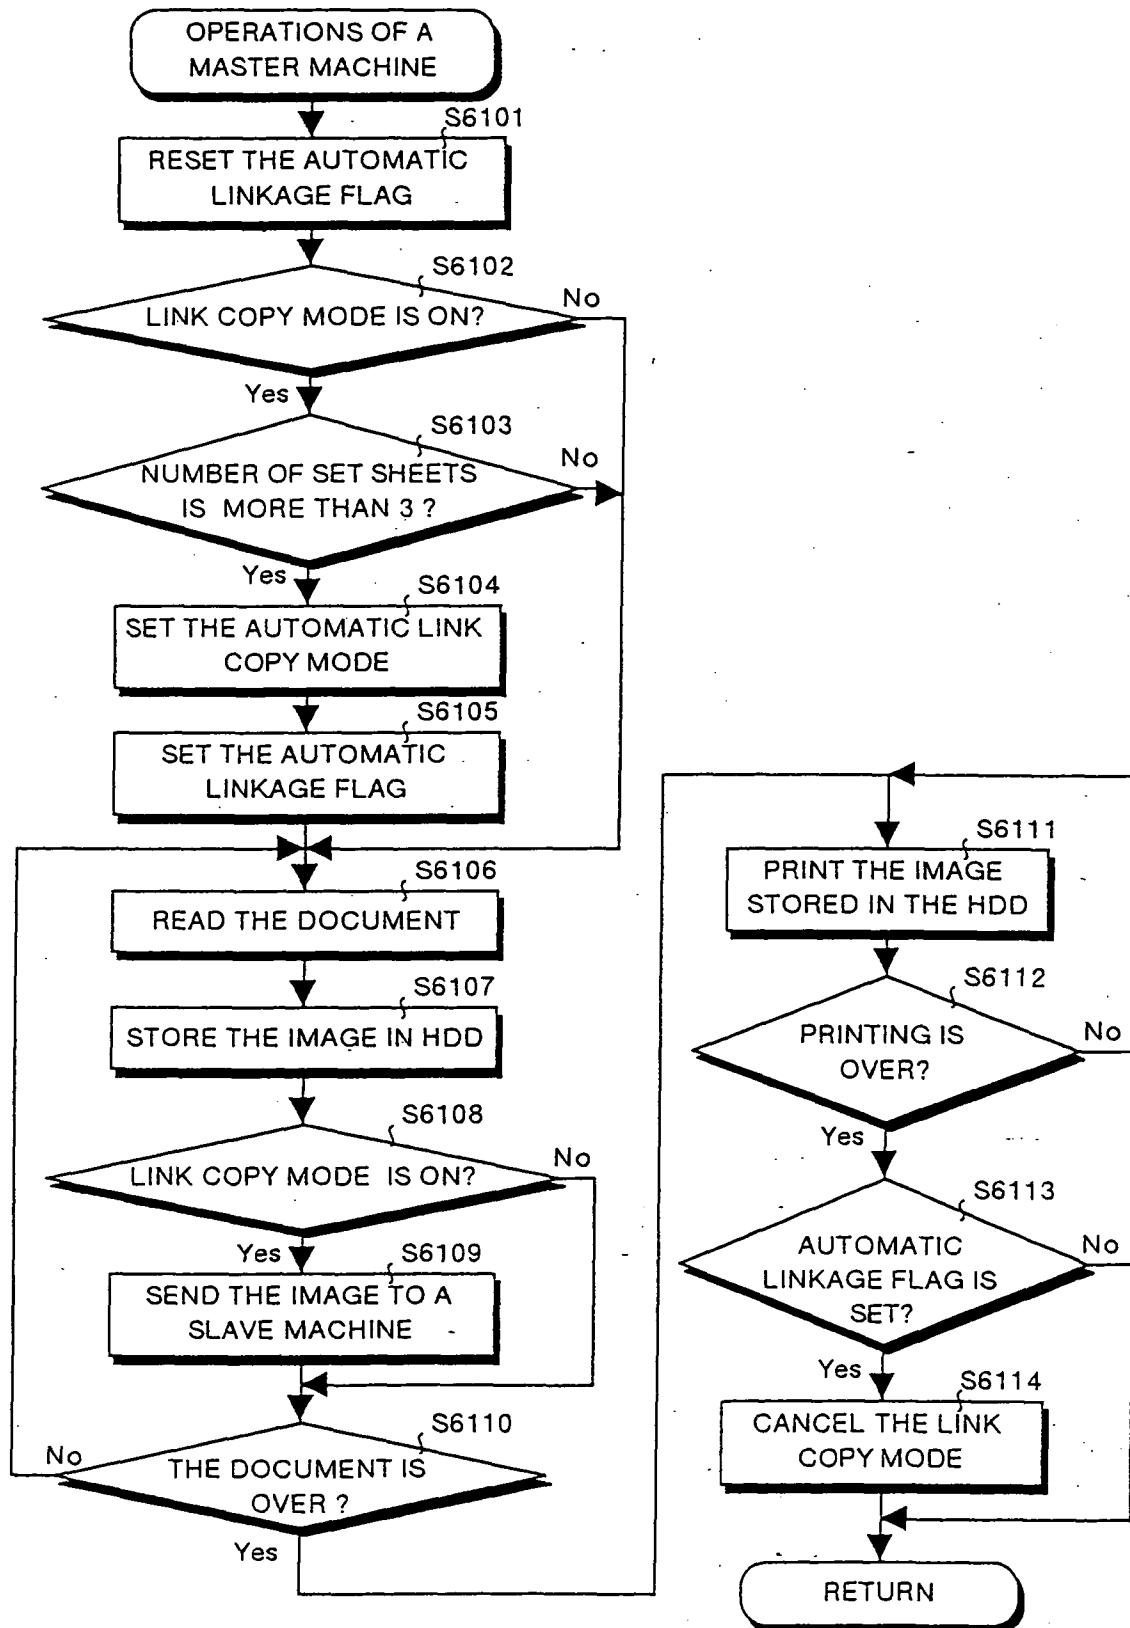 OPERATIONS OF A
MASTER MACHINE
S6101
RESET THE AUTOMATIC
LINKAGE FLAG
S6102
LINK COPY MODE IS ON?
No
Yes
S6103
NUMBER OF SET SHEETS
IS MORE THAN 3 ?
No
Yes
S6104
SET THE AUTOMATIC LINK
COPY MODE
S6105
SET THE AUTOMATIC
LINKAGE FLAG
S6106
READ THE DOCUMENT
S6107
STORE THE IMAGE IN HDD
S6108
LINK COPY MODE IS ON?
No
Yes
S6109
SEND THE IMAGE TO A
SLAVE MACHINE
S6110
No
THE DOCUMENT IS
OVER ?
Yes
S6111
PRINT THE IMAGE
STORED IN THE HDD
S6112
PRINTING IS
OVER?
No
Yes
S6113
AUTOMATIC
LINKAGE FLAG IS
SET?
No
Yes
S6114
CANCEL THE LINK
COPY MODE
RETURN